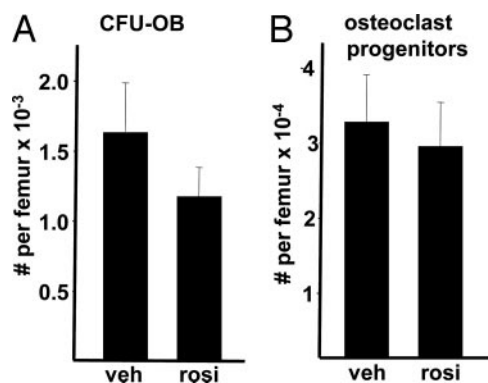 A
CFU-OB
# per femur x 10⁻³
2.0
1.5
1.0
0.5
veh rosi
B
osteoclast
progenitors
# per femur x 10⁻⁴
4
3
2
1
veh rosi